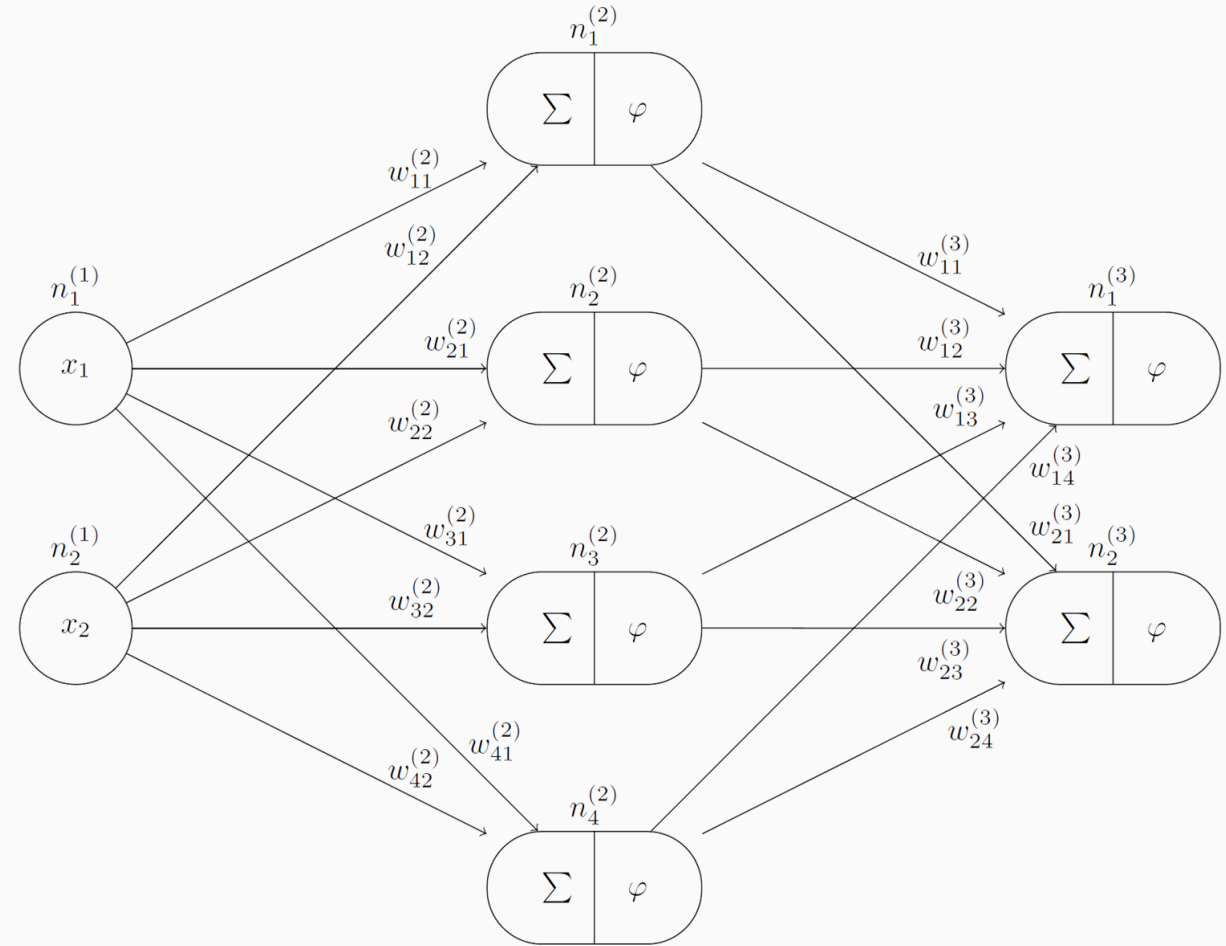 n_1^{(2)}
∑ φ
w_{11}^{(2)}
w_{12}^{(2)}
w_{11}^{(3)}
n_1^{(1)}
n_2^{(2)}
n_1^{(3)}
w_{21}^{(2)}
w_{12}^{(3)}
x_1
∑ φ
∑ φ
w_{22}^{(2)}
w_{13}^{(3)}
w_{14}^{(3)}
w_{31}^{(2)}
w_{21}^{(3)}
n_2^{(1)}
n_3^{(2)}
n_2^{(3)}
w_{32}^{(2)}
w_{22}^{(3)}
x_2
∑ φ
∑ φ
w_{23}^{(3)}
w_{41}^{(2)}
w_{24}^{(3)}
w_{42}^{(2)}
n_4^{(2)}
∑ φ